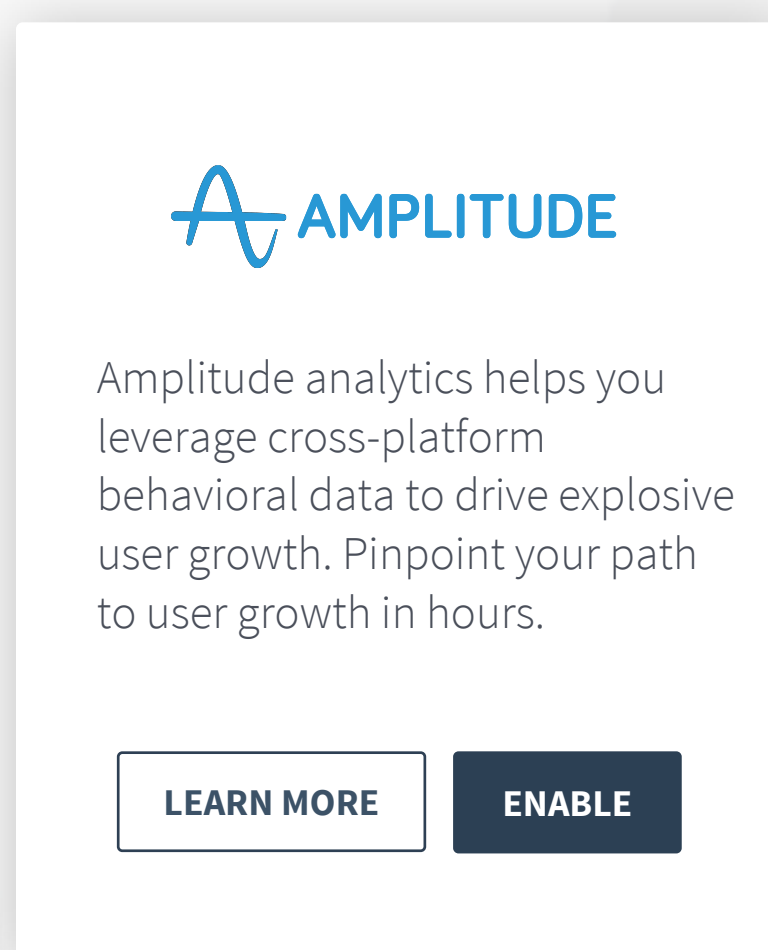 AMPLITUDE
Amplitude analytics helps you
leverage cross-platform
behavioral data to drive explosive
user growth. Pinpoint your path
to user growth in hours.
LEARN MORE
ENABLE